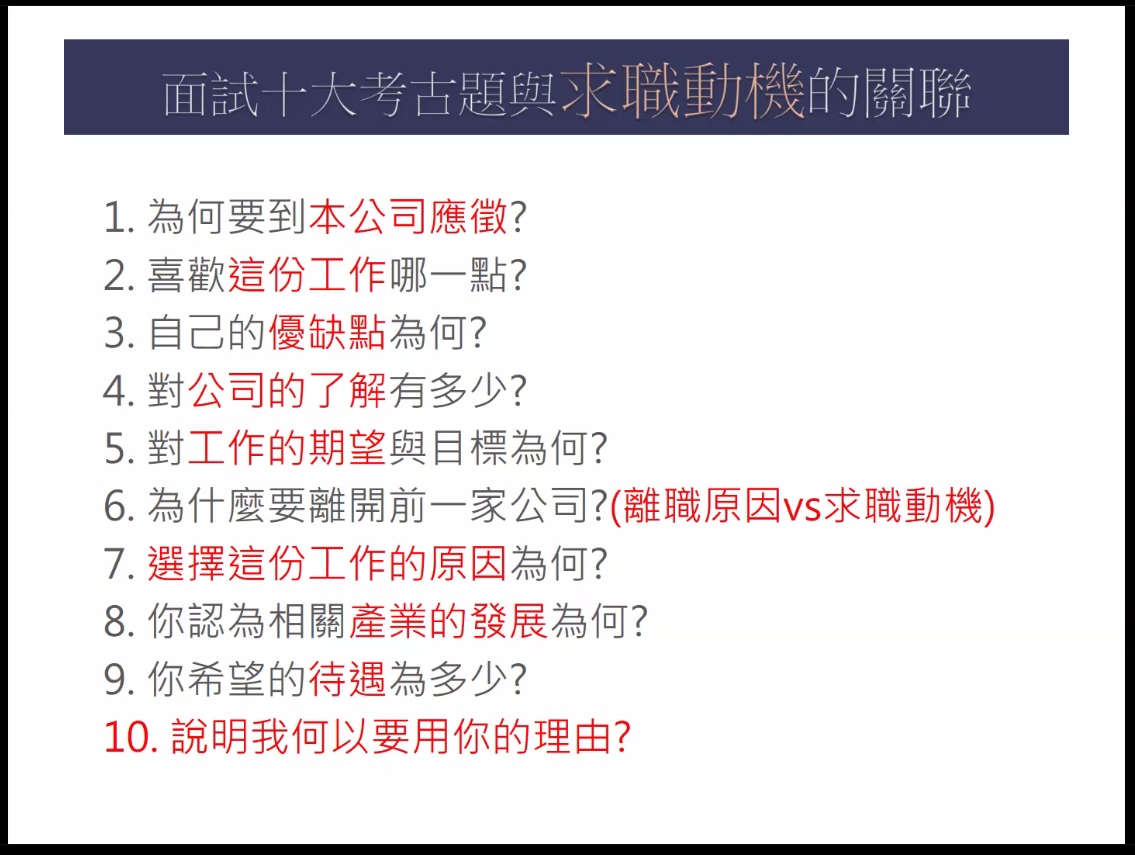 面試十大考古題與求職動機的關聯
1. 為何要到本公司應徵?
2. 喜歡這份工作哪一點?
3. 自己的優缺點為何?
4. 對公司的了解有多少?
5. 對工作的期望與目標為何?
6. 為什麼要離開前一家公司?(離職原因vs求職動機)
7. 選擇這份工作的原因為何?
8. 你認為相關產業的發展為何?
9. 你希望的待遇為多少?
10. 說明我何以要用你的理由?